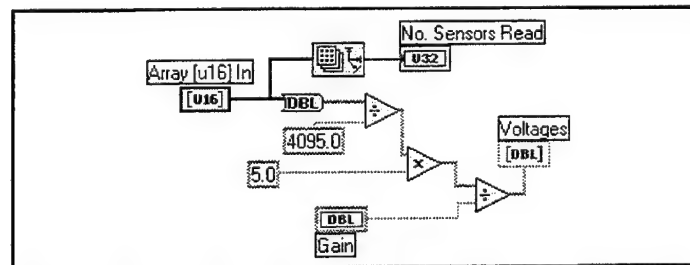 No. Sensors Read
U32
Array [u16] In
[U16]
DBL
4095.0
Voltages
[DBL]
5.0
DBL
Gain